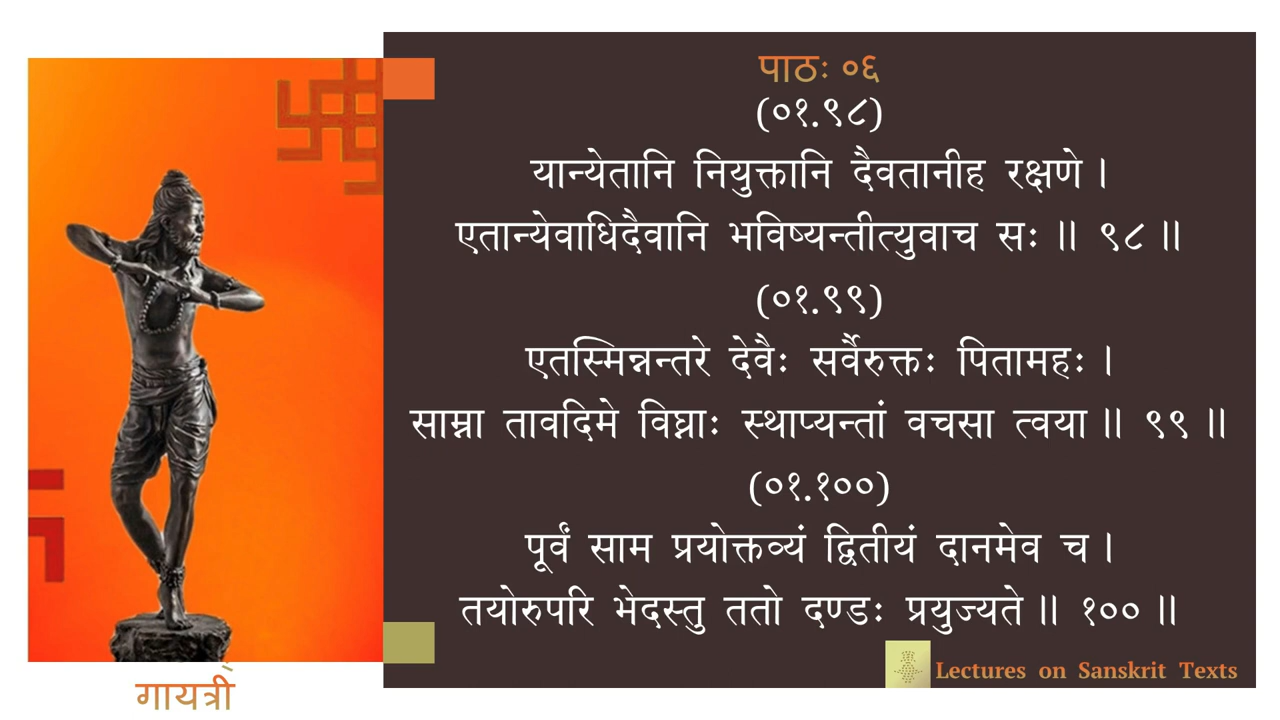 पाठः ०६
(०१.९८)
यान्येतानि नियुक्तानि दैवतानीह रक्षणे ।
एतान्येवाधिदैवानि भविष्यन्तीत्युवाच सः ॥ ९८ ॥
(०१.९९)
एतस्मिन्नन्तरे देवैः सर्वैरुक्तः पितामहः ।
साम्ना तावदिमे विघ्नाः स्थाप्यन्तां वचसा त्वया ॥ ९९ ॥
(०१.१००)
पूर्वं साम प्रयोक्तव्यं द्वितीयं दानमेव च ।
तयोरुपरि भेदस्तु ततो दण्डः प्रयुज्यते ॥ १०० ॥
Lectures on Sanskrit Texts
गायत्री